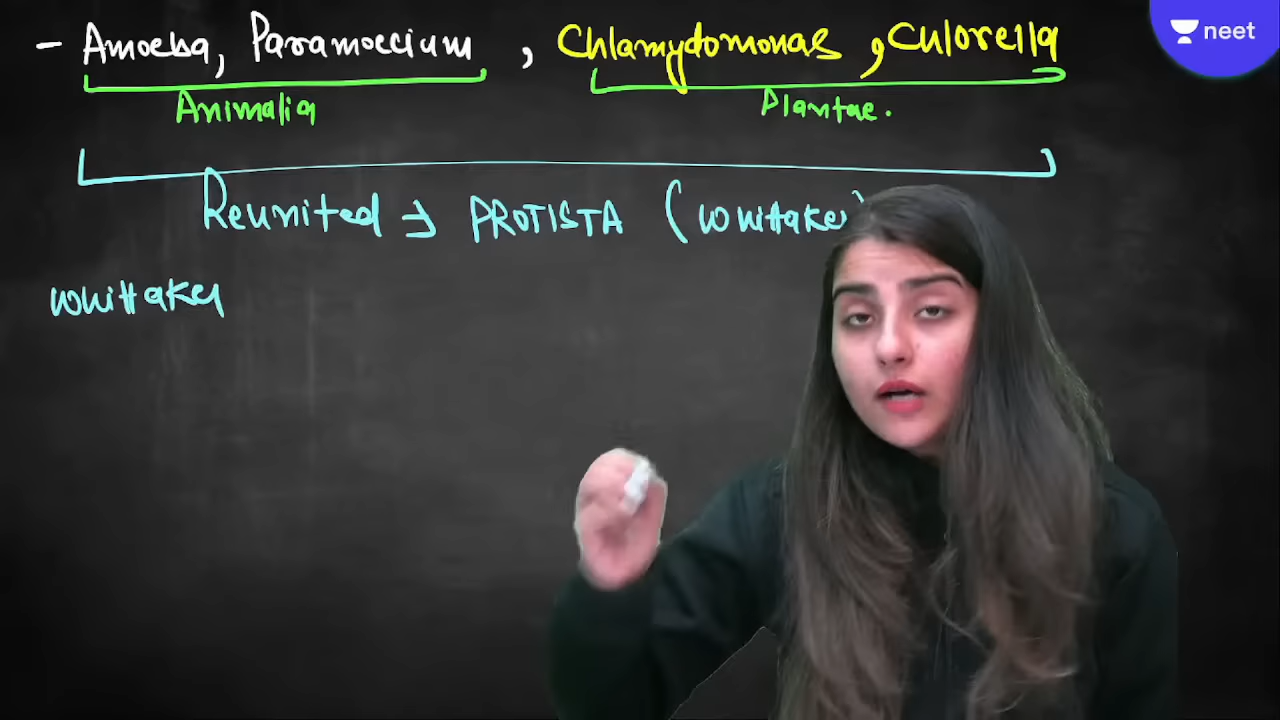 - Amoeba, Paramoecium, Chlamydomonas, Chlorella
Animalia
Plantae.
Reunited → PROTISTA (Whittaker)
Whittaker
neet